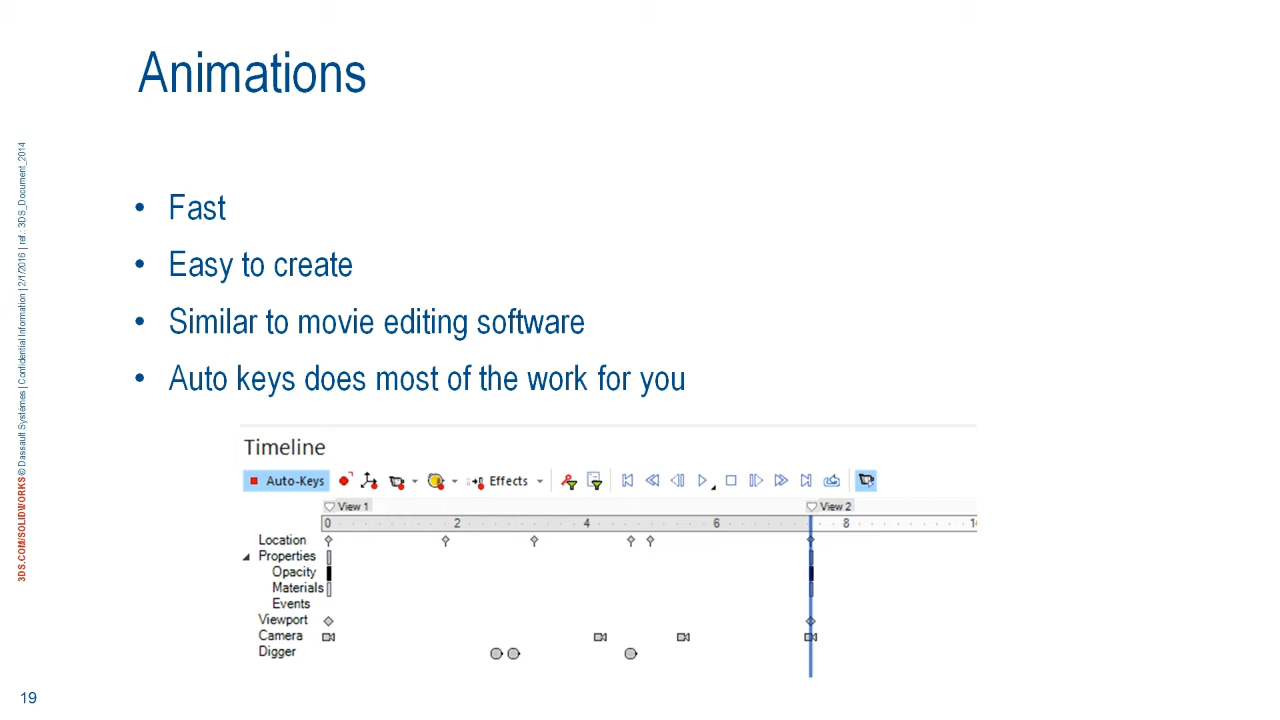 Animations
• Fast
• Easy to create
• Similar to movie editing software
• Auto keys does most of the work for you
Timeline
Auto-Keys Effects
View 1 View 2
0 2 4 6 8 10
Location
Properties
Opacity
Materials
Events
Viewport
Camera
Digger
3DS.COM/SOLIDWORKS © Dassault Systèmes | Confidential Information | 2/1/2016 | ref.: 3DS_Document_2014
19